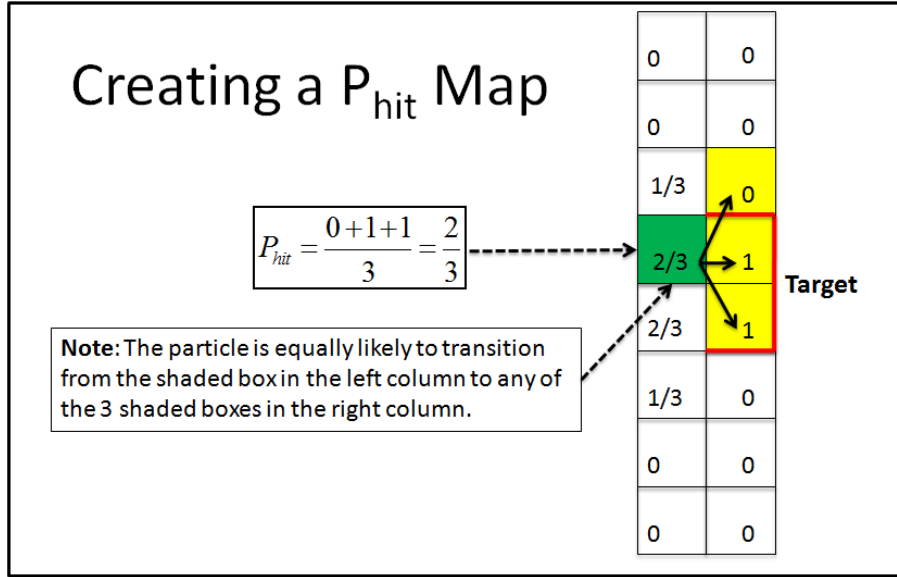 Creating a P_hit Map
0 0
0 0
1/3 0
P_hit = (0+1+1)/3 = 2/3
2/3 1
Target
2/3 1
Note: The particle is equally likely to transition
from the shaded box in the left column to any of
the 3 shaded boxes in the right column.
1/3 0
0 0
0 0